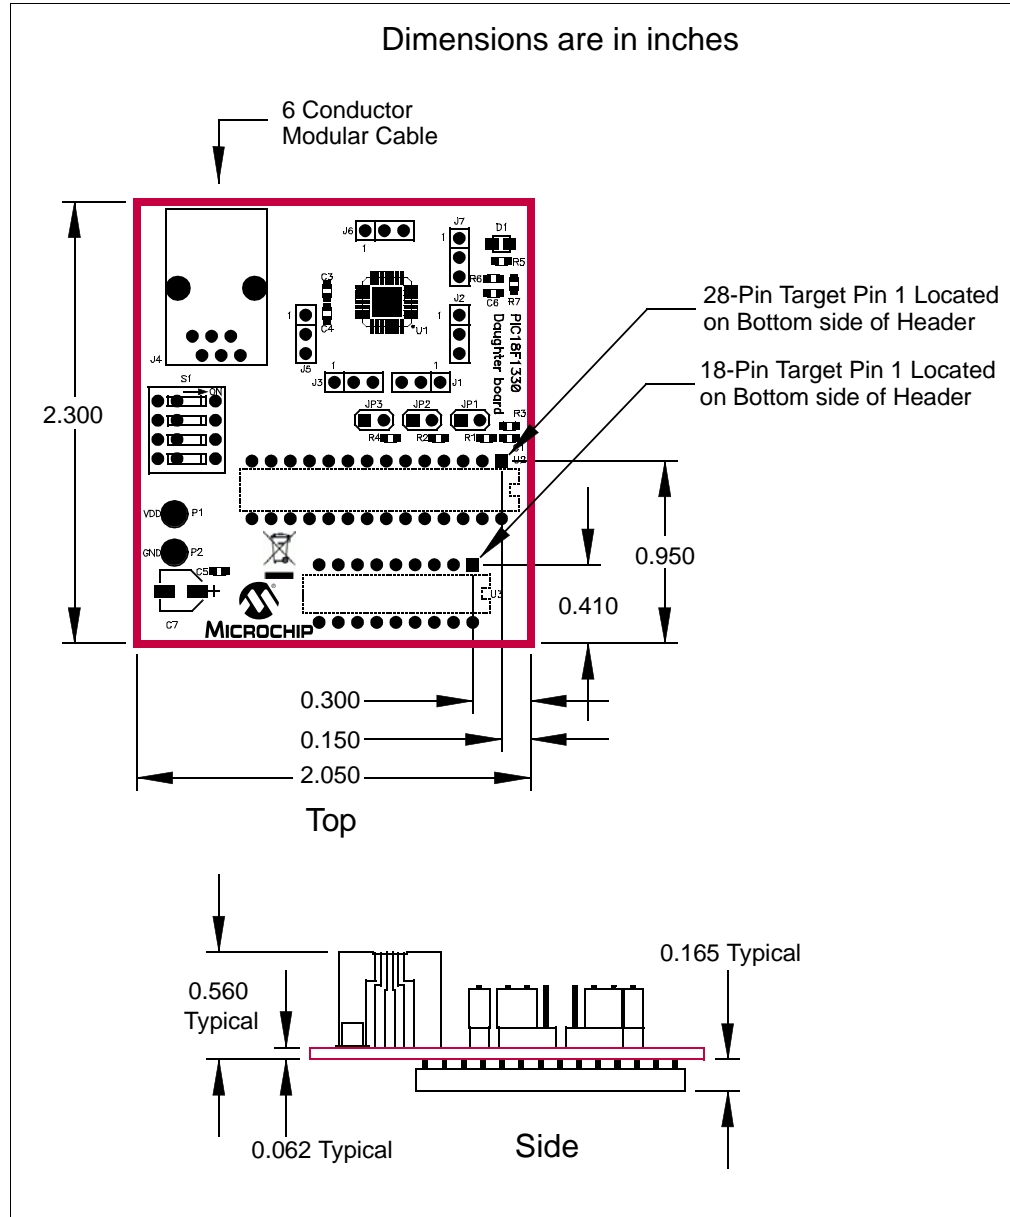 Dimensions are in inches
6 Conductor
Modular Cable
J6
1
J7
1
D1
R5
R6
C6
R7
C3
C4
U1
J2
1
1
J5
J4
PIC18F1330
Daughter board
28-Pin Target Pin 1 Located
on Bottom side of Header
18-Pin Target Pin 1 Located
on Bottom side of Header
S1
ON
J3
1
1
J1
2.300
JP3
JP2
JP1
R3
R4
R2
R1
U2
VDD
P1
GND
P2
C5
C7
U3
MICROCHIP
®
0.950
0.410
0.300
0.150
2.050
Top
0.560
Typical
0.165 Typical
0.062 Typical
Side